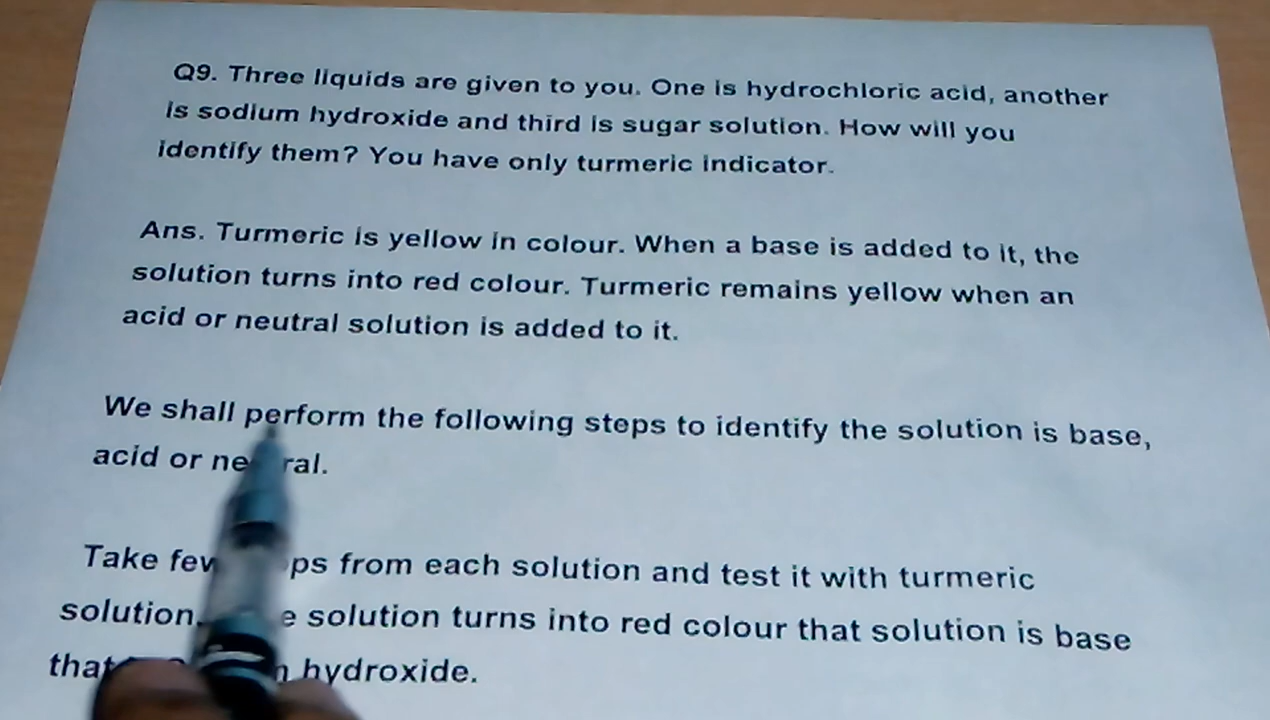 Q9. Three liquids are given to you. One is hydrochloric acid, another
is sodium hydroxide and third is sugar solution. How will you
identify them? You have only turmeric indicator.
Ans. Turmeric is yellow in colour. When a base is added to it, the
solution turns into red colour. Turmeric remains yellow when an
acid or neutral solution is added to it.
We shall perform the following steps to identify the solution is base,
acid or ral.
Take from each solution and test it with turmeric
solution. solution turns into red colour that solution is base
that hydroxide.